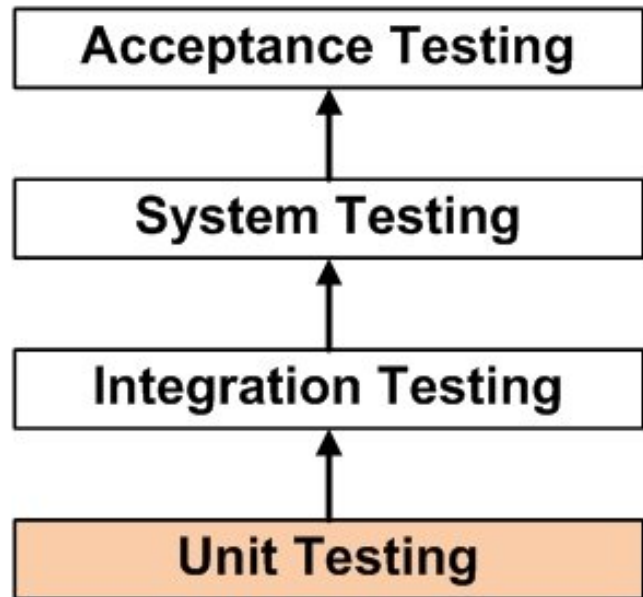 Acceptance Testing
System Testing
Integration Testing
Unit Testing